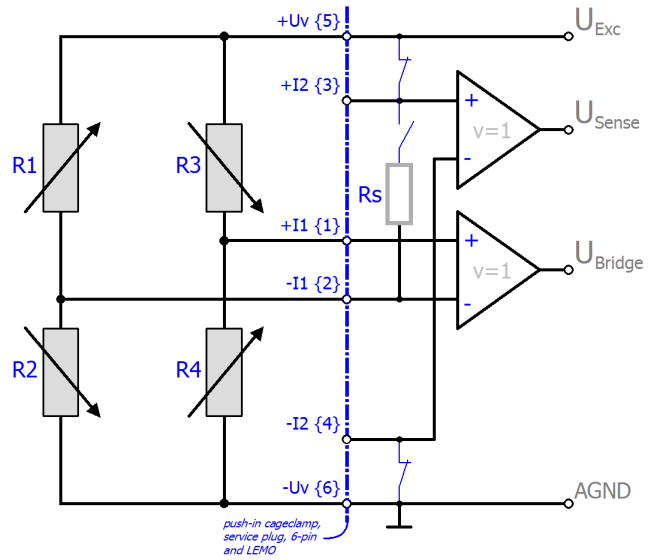 +Uv {5}
UExc
+I2 {3}
+
v=1
-
USense
R1
R3
Rs
+I1 {1}
+
v=1
-
UBridge
-I1 {2}
R2
R4
-I2 {4}
-Uv {6}
AGND
push-in cageclamp,
service plug, 6-pin
and LEMO